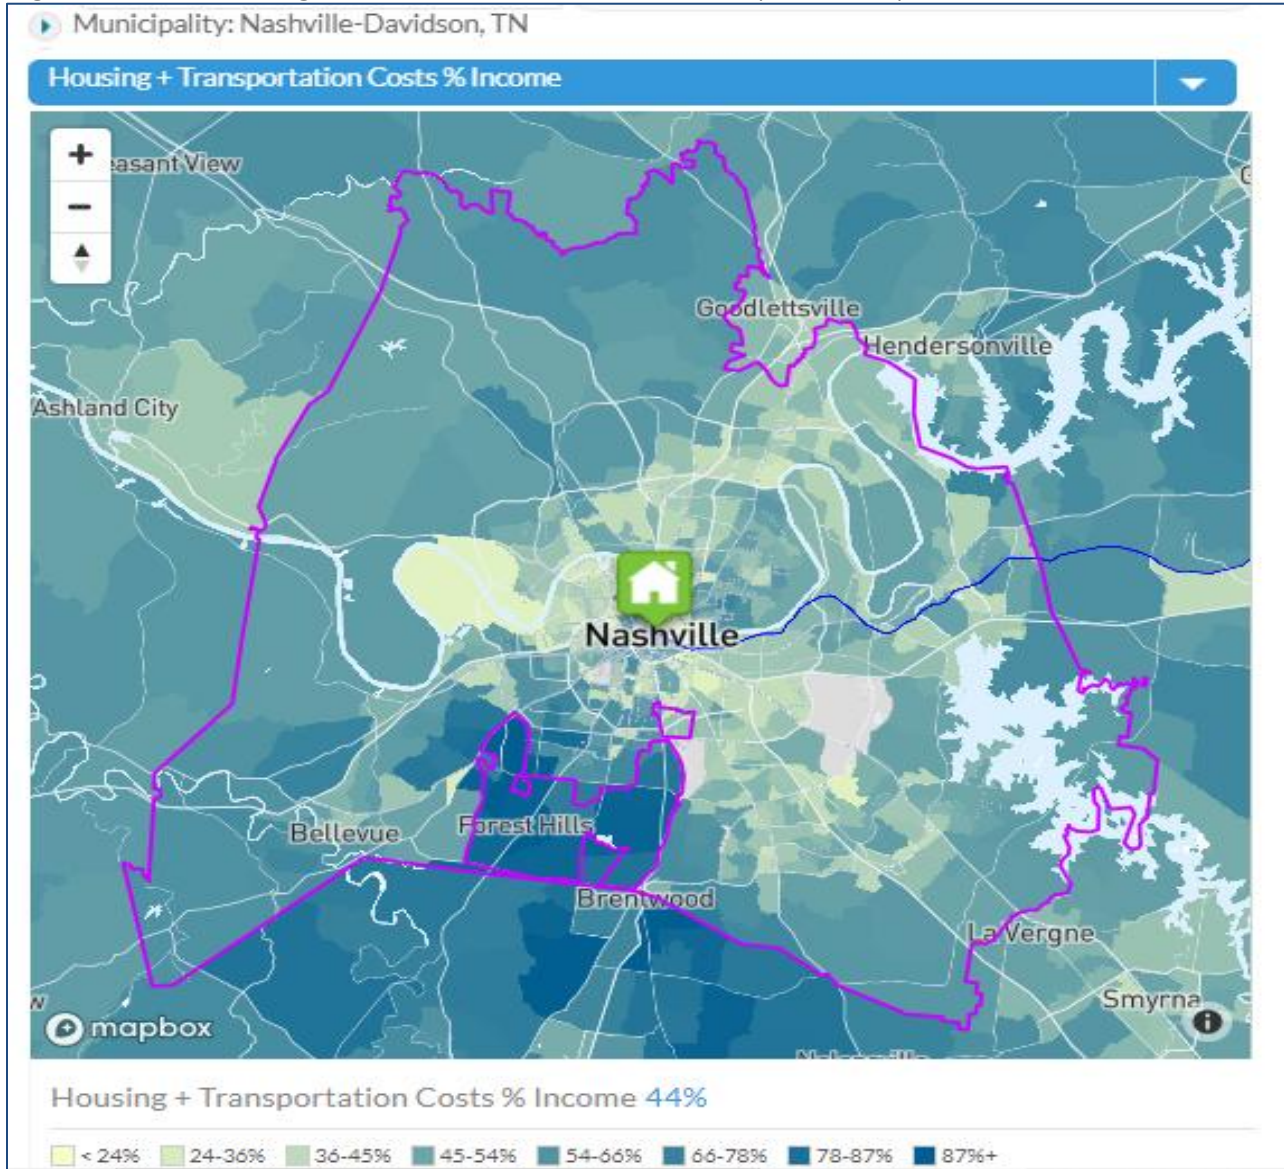 Municipality: Nashville-Davidson, TN
Housing + Transportation Costs % Income
+
easant View
−
Goodlettsville
Hendersonville
Ashland City
Nashville
Bellevue
Forest Hills
Brentwood
La Vergne
Smyrna
mapbox
Housing + Transportation Costs % Income 44%
< 24% 24-36% 36-45% 45-54% 54-66% 66-78% 78-87% 87%+